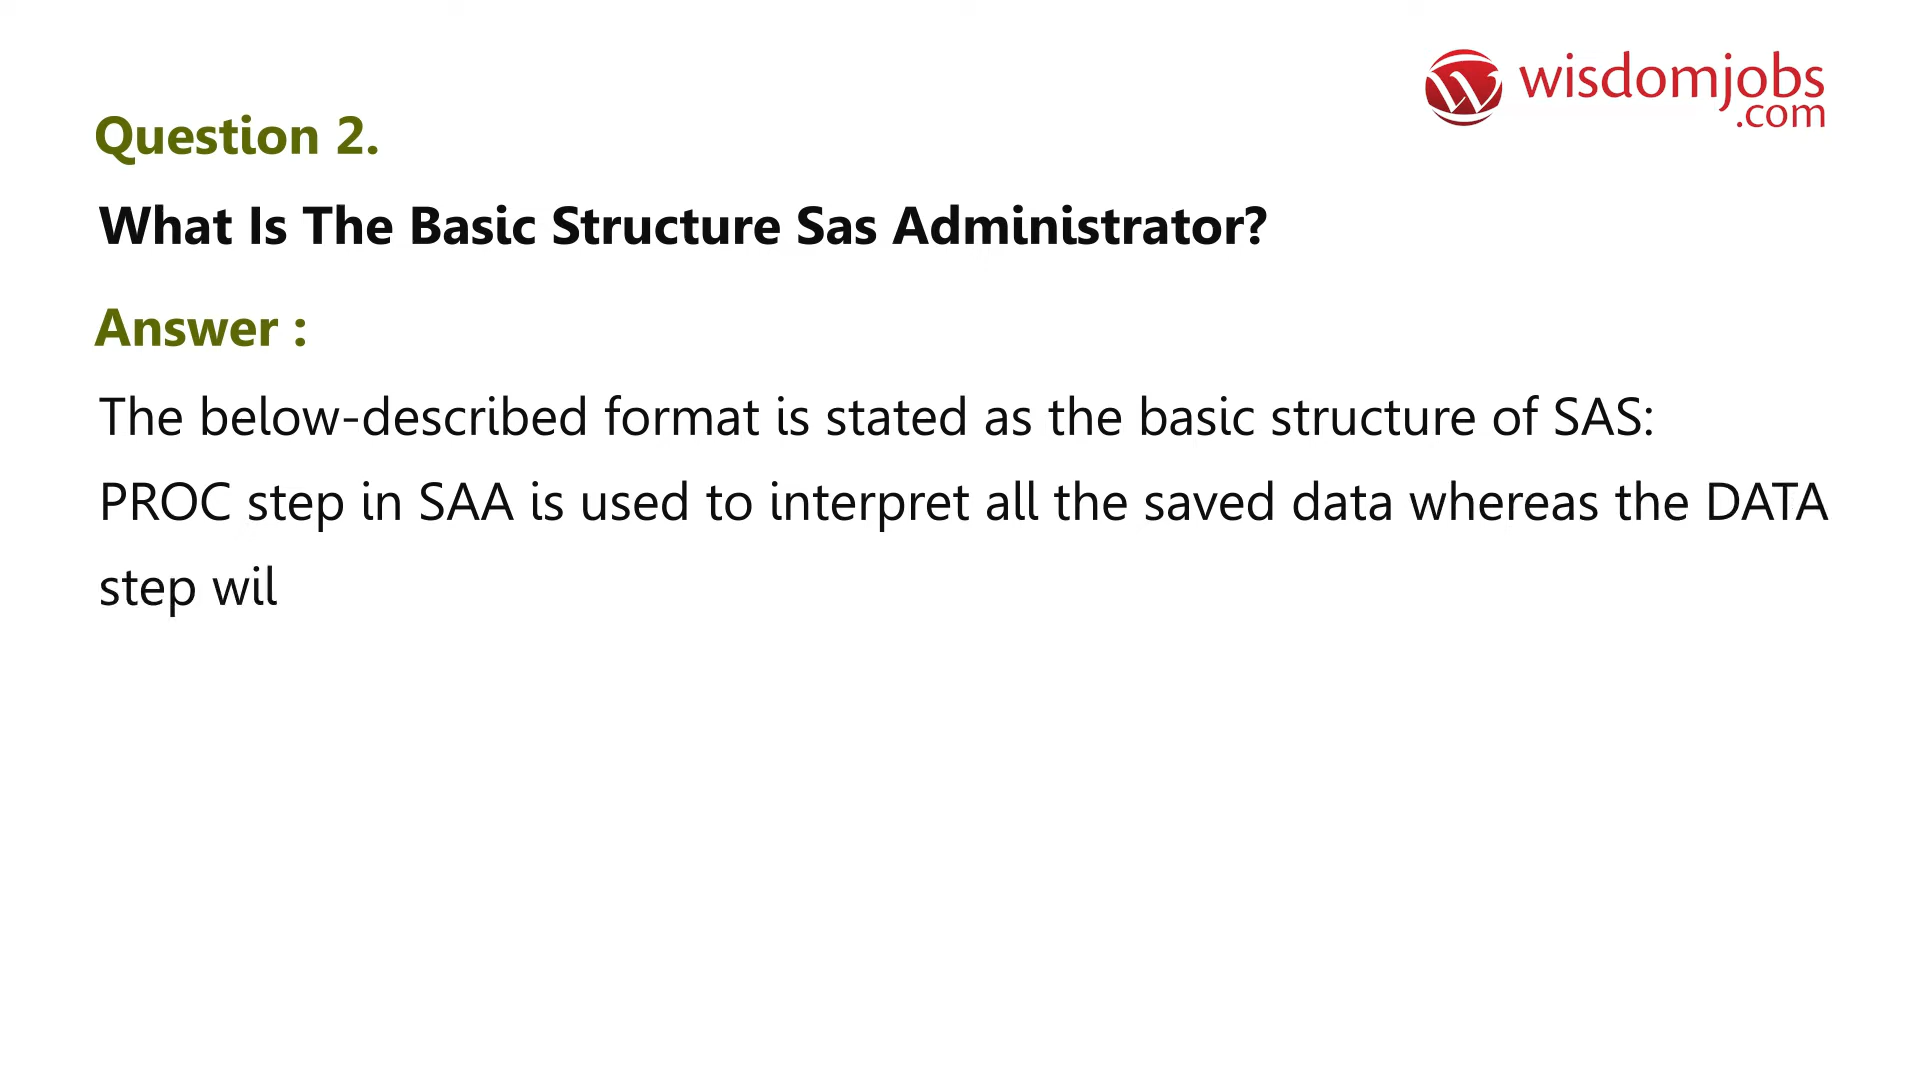 wisdomjobs
.com
Question 2.
What Is The Basic Structure Sas Administrator?
Answer :
The below-described format is stated as the basic structure of SAS:
PROC step in SAA is used to interpret all the saved data whereas the DATA
step wil